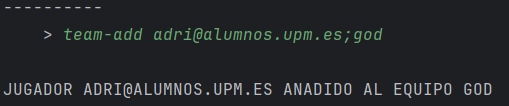 ----------
> team-add adri@alumnos.upm.es;god
JUGADOR ADRI@ALUMNOS.UPM.ES ANADIDO AL EQUIPO GOD